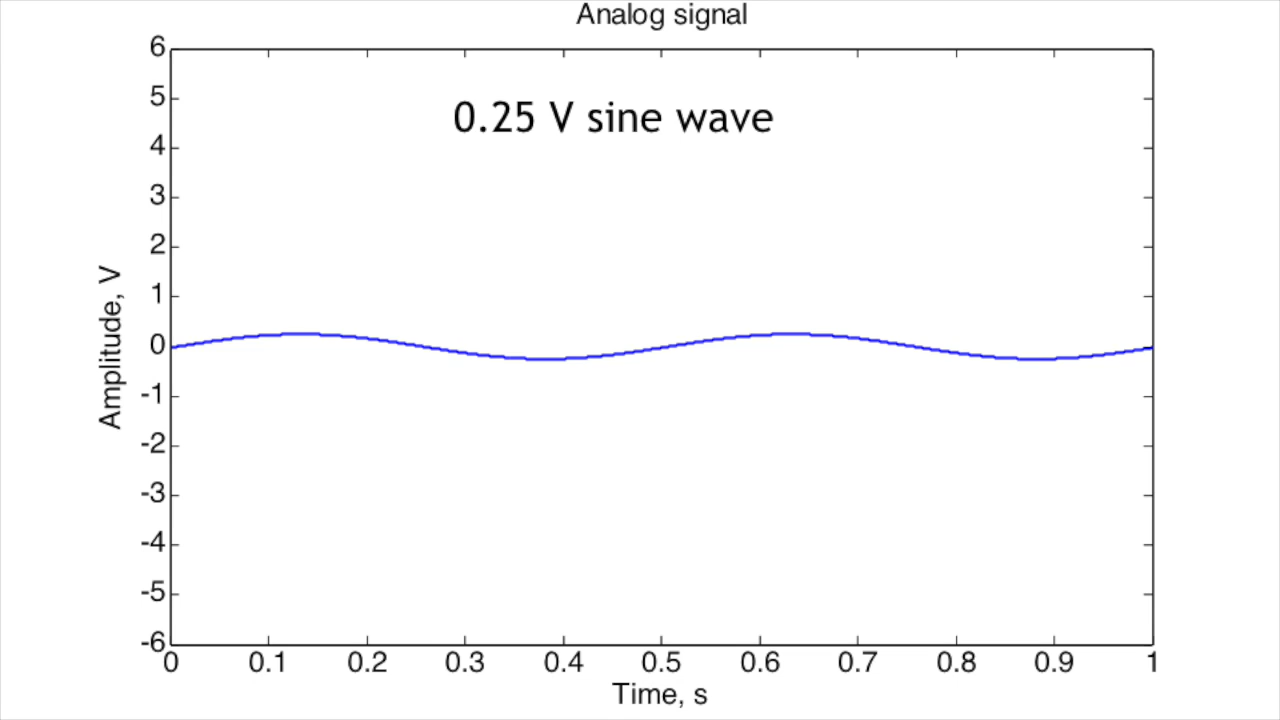 Analog signal
0.25 V sine wave
6
5
4
3
2
1
0
-1
-2
-3
-4
-5
-6
Amplitude, V
0 0.1 0.2 0.3 0.4 0.5 0.6 0.7 0.8 0.9 1
Time, s